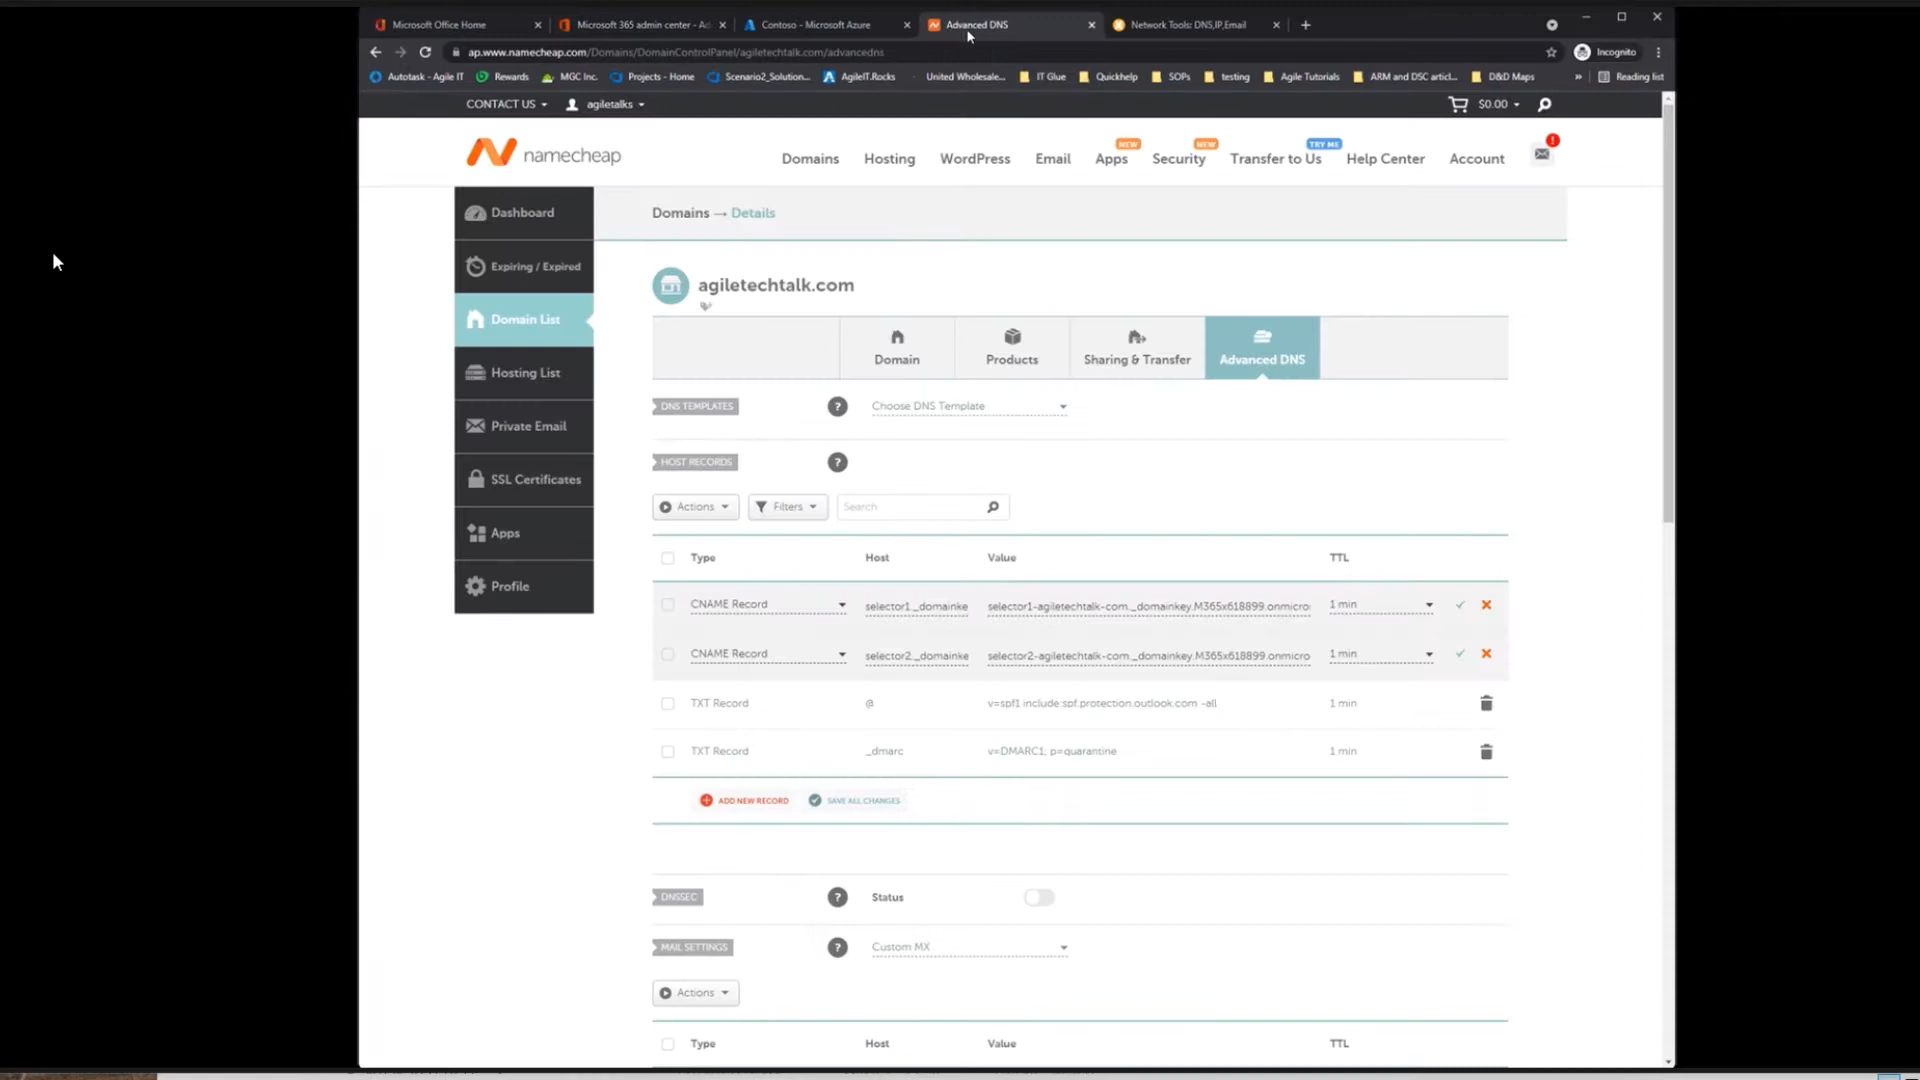 Microsoft Office Home
Microsoft 365 admin center - Ac
Contoso - Microsoft Azure
Advanced DNS
Network Tools: DNS,IP,Email
ap.www.namecheap.com/Domains/DomainControlPanel/agiletechtalk.com/advancedns
Incognito
Autotask - Agile IT
Rewards
MGC Inc.
Projects - Home
Scenario2_Solution...
AgileIT.Rocks
United Wholesale...
IT Glue
Quickhelp
SOPs
testing
Agile Tutorials
ARM and DSC articl...
D&D Maps
»
Reading list
CONTACT US
agiletalks
$0.00
namecheap
Domains
Hosting
WordPress
Email
Apps
NEW
Security
NEW
Transfer to Us
TRY ME
Help Center
Account
!
Dashboard
Expiring / Expired
Domain List
Hosting List
Private Email
SSL Certificates
Apps
Profile
Domains → Details
agiletechtalk.com
Domain
Products
Sharing & Transfer
Advanced DNS
DNS TEMPLATES
?
Choose DNS Template
HOST RECORDS
?
Actions
Filters
Search
Type Host Value TTL
CNAME Record selector1._domainke selector1-agiletechtalk-com._domainkey.M365x618899.onmicro: 1 min
CNAME Record selector2._domainke selector2-agiletechtalk-com._domainkey.M365x618899.onmicro 1 min
TXT Record @ v=spf1 include:spf.protection.outlook.com -all 1 min
TXT Record _dmarc v=DMARC1; p=quarantine 1 min
ADD NEW RECORD
SAVE ALL CHANGES
DNSSEC
?
Status
MAIL SETTINGS
?
Custom MX
Actions
Type Host Value TTL